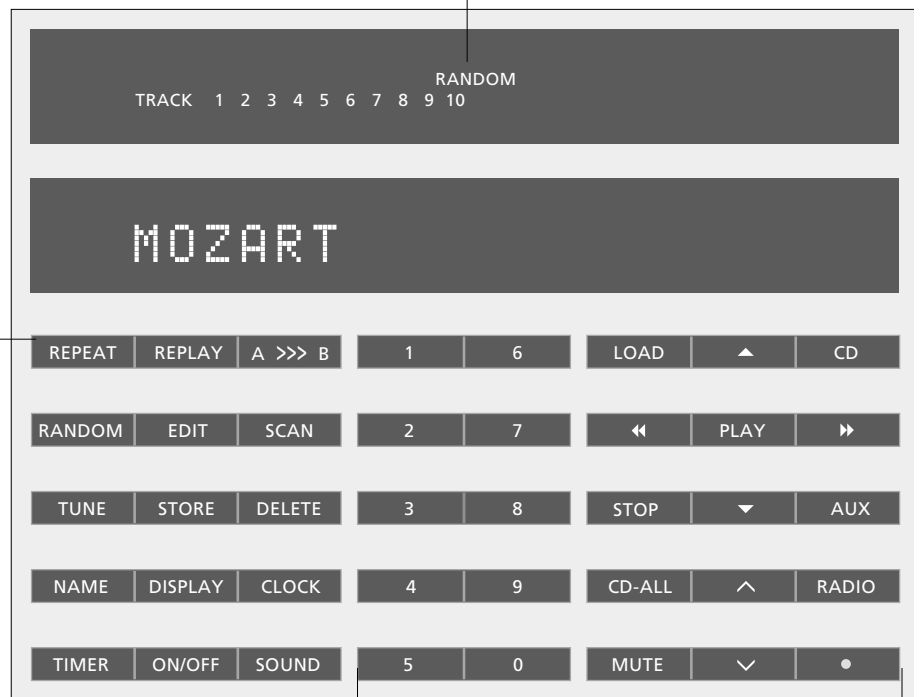 RANDOM
TRACK 1 2 3 4 5 6 7 8 9 10
MOZART
REPEAT REPLAY A >>> B 1 6 LOAD ▲ CD
RANDOM EDIT SCAN 2 7 ◀◀ PLAY ▶▶
TUNE STORE DELETE 3 8 STOP ▼ AUX
NAME DISPLAY CLOCK 4 9 CD-ALL ∧ RADIO
TIMER ON/OFF SOUND 5 0 MUTE ∨ ●